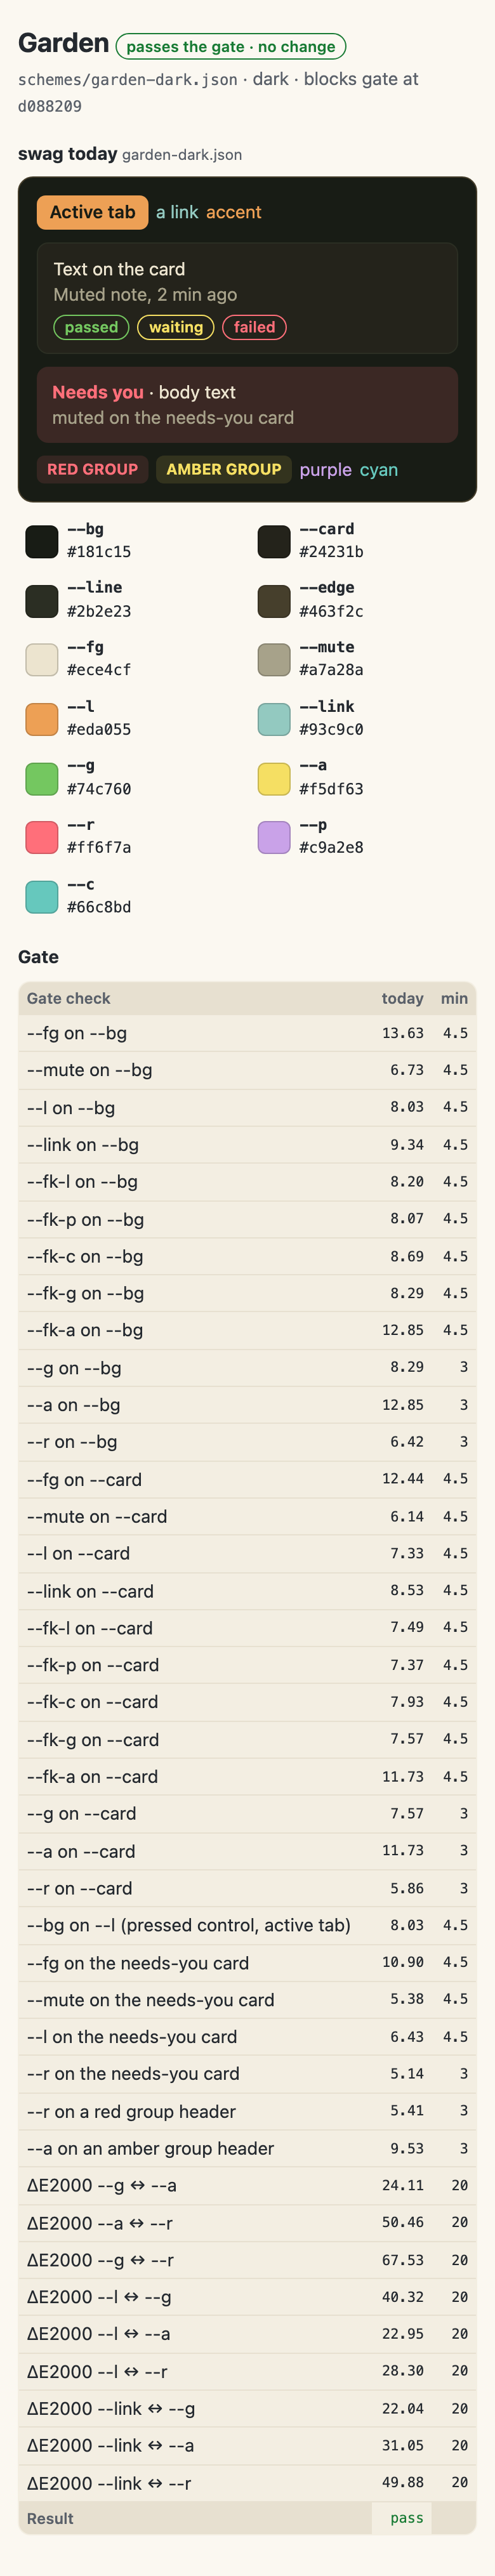 Garden passes the gate · no change
schemes/garden-dark.json · dark · blocks gate at
d088209
swag today garden-dark.json
Active tab a link accent
Text on the card
Muted note, 2 min ago
passed waiting failed
Needs you · body text
muted on the needs-you card
RED GROUP AMBER GROUP purple cyan
--bg
#181c15
--card
#24231b
--line
#2b2e23
--edge
#463f2c
--fg
#ece4cf
--mute
#a7a28a
--l
#eda055
--link
#93c9c0
--g
#74c760
--a
#f5df63
--r
#ff6f7a
--p
#c9a2e8
--c
#66c8bd
Gate
Gate check today min
--fg on --bg 13.63 4.5
--mute on --bg 6.73 4.5
--l on --bg 8.03 4.5
--link on --bg 9.34 4.5
--fk-l on --bg 8.20 4.5
--fk-p on --bg 8.07 4.5
--fk-c on --bg 8.69 4.5
--fk-g on --bg 8.29 4.5
--fk-a on --bg 12.85 4.5
--g on --bg 8.29 3
--a on --bg 12.85 3
--r on --bg 6.42 3
--fg on --card 12.44 4.5
--mute on --card 6.14 4.5
--l on --card 7.33 4.5
--link on --card 8.53 4.5
--fk-l on --card 7.49 4.5
--fk-p on --card 7.37 4.5
--fk-c on --card 7.93 4.5
--fk-g on --card 7.57 4.5
--fk-a on --card 11.73 4.5
--g on --card 7.57 3
--a on --card 11.73 3
--r on --card 5.86 3
--bg on --l (pressed control, active tab) 8.03 4.5
--fg on the needs-you card 10.90 4.5
--mute on the needs-you card 5.38 4.5
--l on the needs-you card 6.43 4.5
--r on the needs-you card 5.14 3
--r on a red group header 5.41 3
--a on an amber group header 9.53 3
ΔE2000 --g ↔ --a 24.11 20
ΔE2000 --a ↔ --r 50.46 20
ΔE2000 --g ↔ --r 67.53 20
ΔE2000 --l ↔ --g 40.32 20
ΔE2000 --l ↔ --a 22.95 20
ΔE2000 --l ↔ --r 28.30 20
ΔE2000 --link ↔ --g 22.04 20
ΔE2000 --link ↔ --a 31.05 20
ΔE2000 --link ↔ --r 49.88 20
Result pass